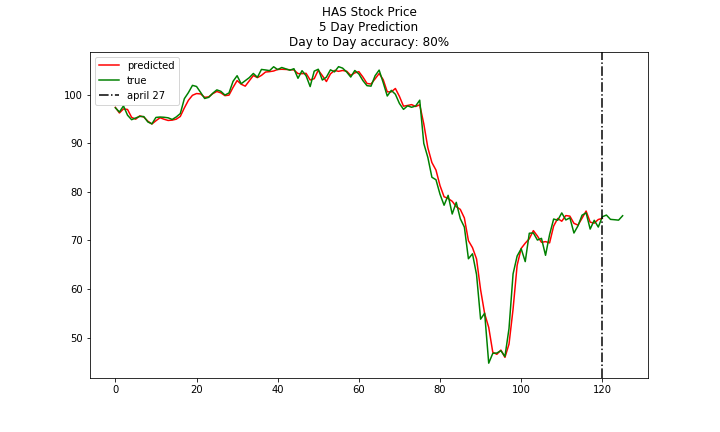 HAS Stock Price
5 Day Prediction
Day to Day accuracy: 80%
predicted
true
april 27
100
90
80
70
60
50
0
20
40
60
80
100
120